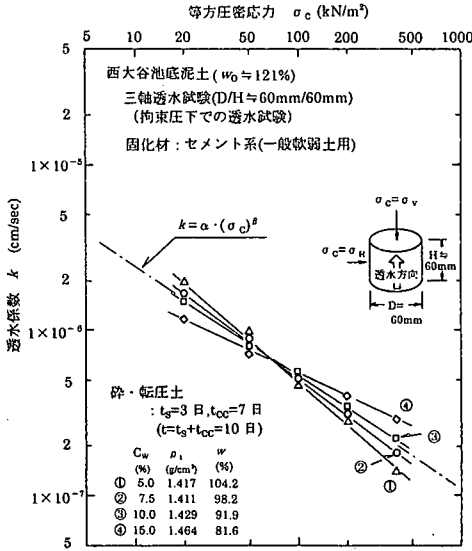 等方圧密応力 σc (kN/m²)
5 10 20 50 100 200 500 1000
5
西大谷池底泥土 (w₀≒121%)
三軸透水試験(D/H≒60mm/60mm)
(拘束圧下での透水試験)
固化材：セメント系(一般軟弱土用)
2
1×10⁻⁵
5
k=α·(σc)^β
σc=σv
σc=σH
H≒
60mm
透水方向
D≒
60mm
2
透水係数 k (cm/sec)
1×10⁻⁶
5
砕・転圧土
：ts=3 日,tcc=7 日
(t=ts+tcc=10 日)
④
③
②
①
2
Cw ρt w
(%) (g/cm³) (%)
① 5.0 1.417 104.2
② 7.5 1.411 98.2
③ 10.0 1.429 91.9
④ 15.0 1.464 81.6
1×10⁻⁷
5